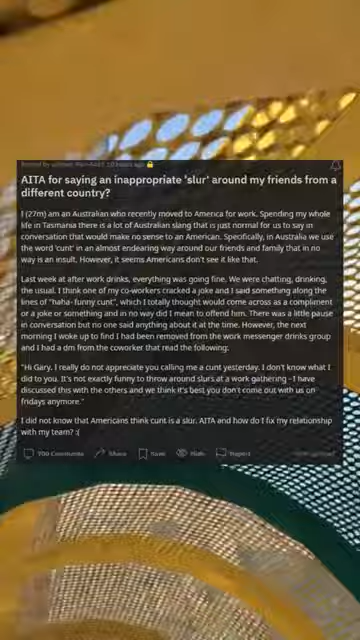 10 hours ago
AITA for saying an inappropriate 'slur' around my friends from a
different country?
I (27m) am an Australian who recently moved to America for work. Spending my whole
life in Tasmania there is a lot of Australian slang that is just normal for us to say in
conversation that would make no sense to an American. Specifically, in Australia we use
the word 'cunt' in an almost endearing way around our friends and family that in no
way is an insult. However, it seems Americans don't see it like that.
Last week at after work drinks, everything was going fine. We were chatting, drinking,
the usual. I think one of my co-workers cracked a joke and I said something along the
lines of "haha- funny cunt", which I totally thought would come across as a compliment
or a joke or something and in no way did I mean to offend him. There was a little pause
in conversation but no one said anything about it at the time. However, the next
morning I woke up to find I had been removed from the work messenger drinks group
and I had a dm from the coworker that read the following:
"Hi Gary. I really do not appreciate you calling me a cunt yesterday. I don't know what I
did to you. It's not exactly funny to throw around slurs at a work gathering - I have
discussed this with the others and we think it's best you don't come out with us on
fridays anymore."
I did not know that Americans think cunt is a slur. AITA and how do I fix my relationship
with my team? :(
700 Comments Share Save Hide Report